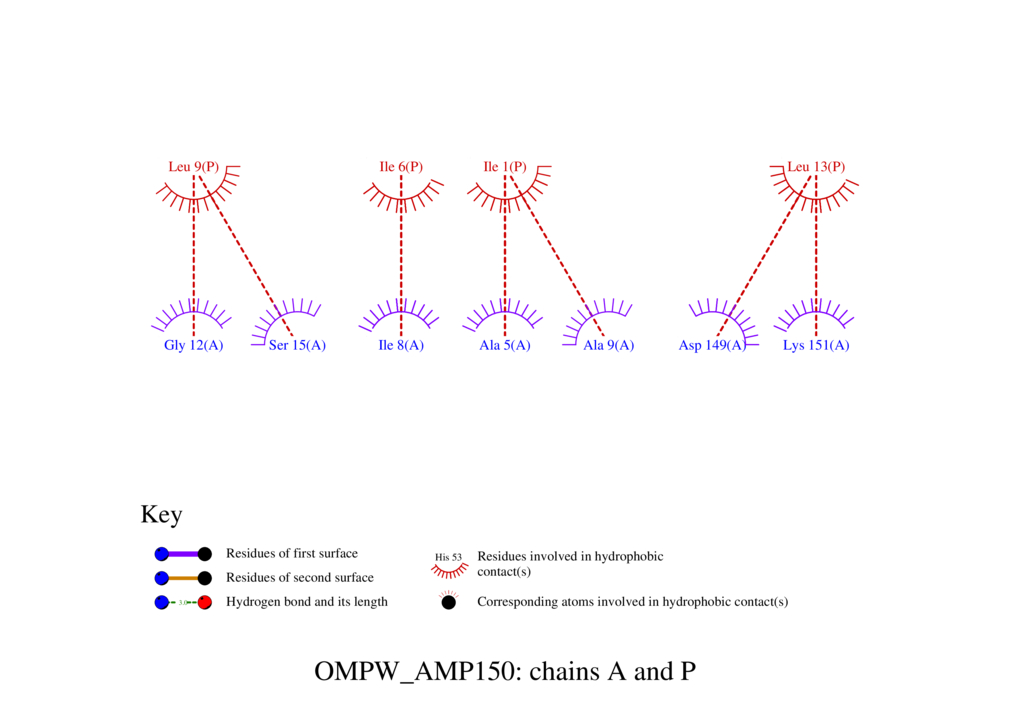 Leu 9(P) Ile 6(P) Ile 1(P) Leu 13(P)
Gly 12(A) Ser 15(A) Ile 8(A) Ala 5(A) Ala 9(A) Asp 149(A) Lys 151(A)
Key
Residues of first surface
Residues of second surface
3.0 Hydrogen bond and its length
His 53 Residues involved in hydrophobic
contact(s)
Corresponding atoms involved in hydrophobic contact(s)
OMPW_AMP150: chains A and P